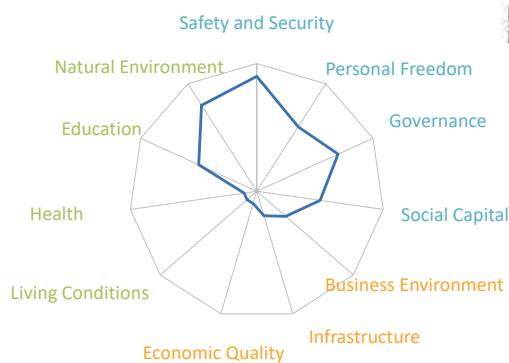 Safety and Security
Natural Environment
Personal Freedom
Education
Governance
Health
Social Capital
Living Conditions
Business Environment
Infrastructure
Economic Quality